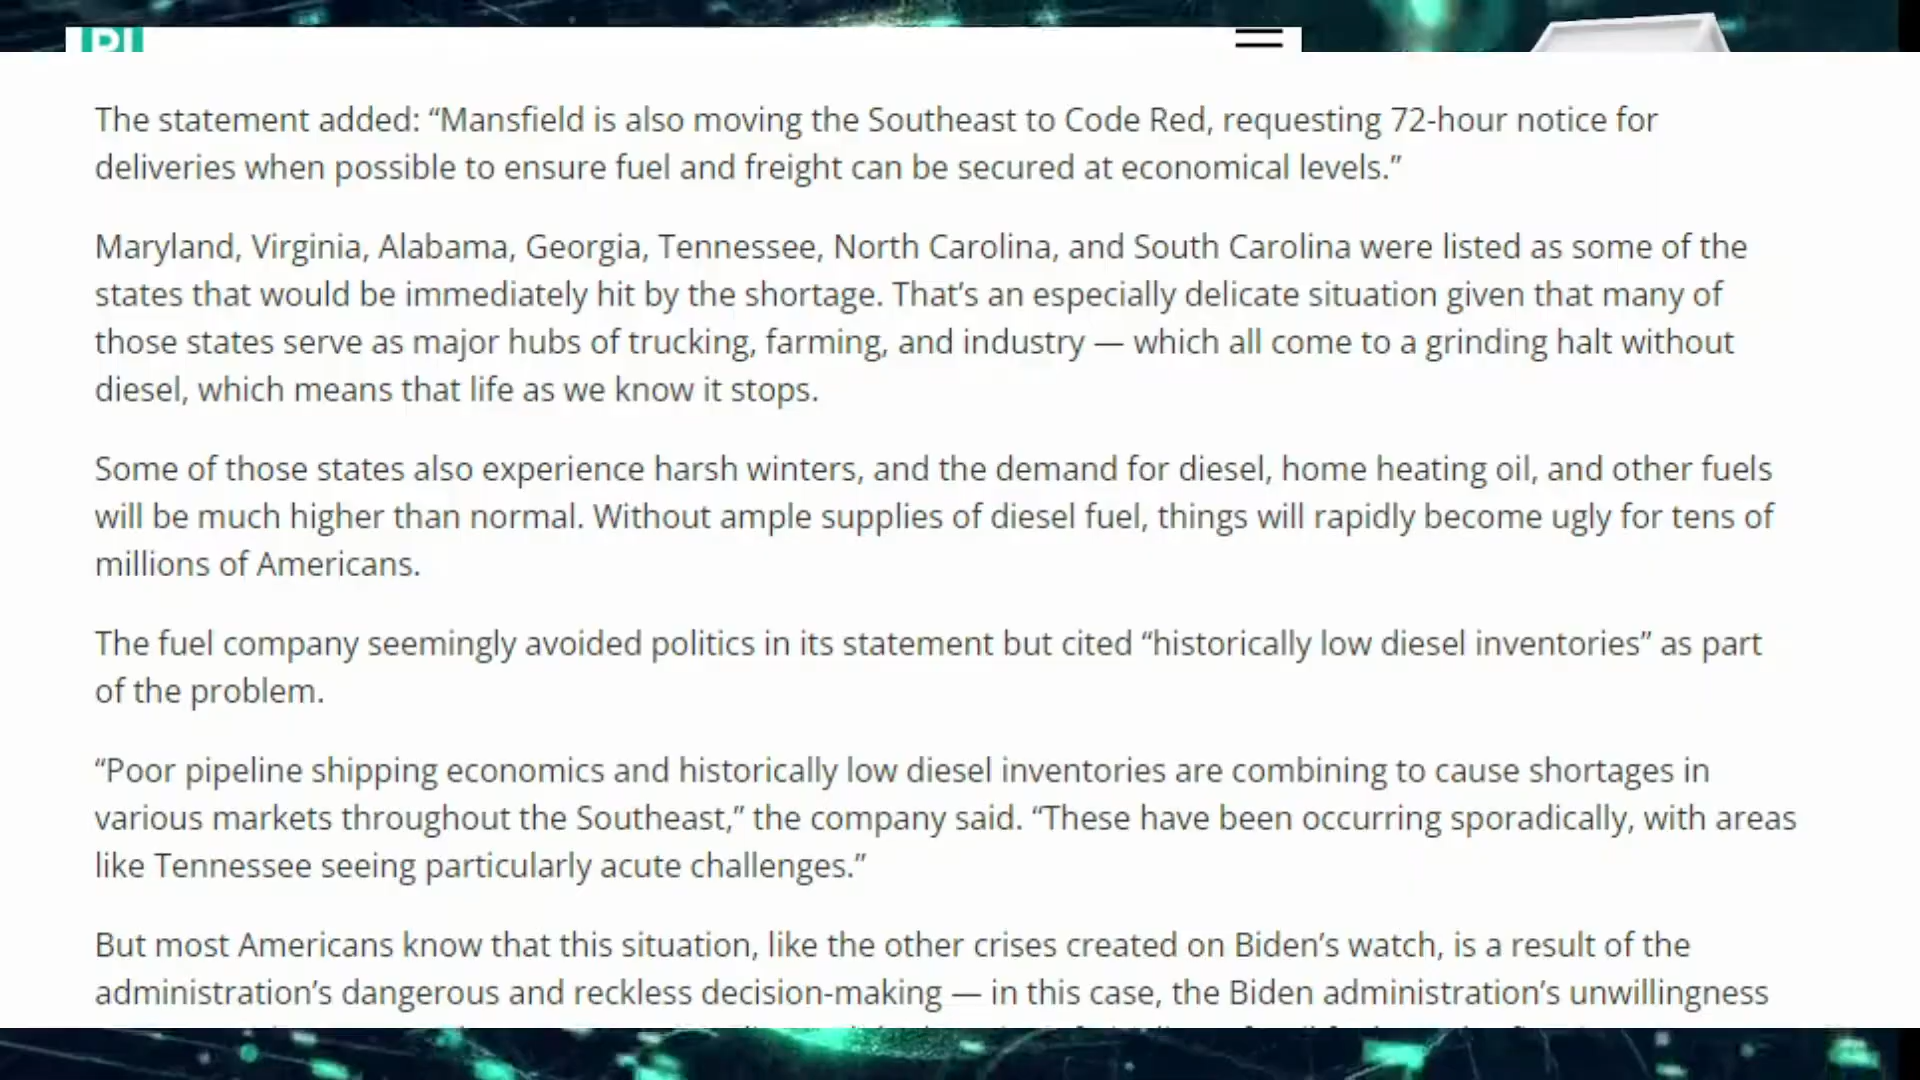 The statement added: “Mansfield is also moving the Southeast to Code Red, requesting 72-hour notice for
deliveries when possible to ensure fuel and freight can be secured at economical levels.”
Maryland, Virginia, Alabama, Georgia, Tennessee, North Carolina, and South Carolina were listed as some of the
states that would be immediately hit by the shortage. That’s an especially delicate situation given that many of
those states serve as major hubs of trucking, farming, and industry — which all come to a grinding halt without
diesel, which means that life as we know it stops.
Some of those states also experience harsh winters, and the demand for diesel, home heating oil, and other fuels
will be much higher than normal. Without ample supplies of diesel fuel, things will rapidly become ugly for tens of
millions of Americans.
The fuel company seemingly avoided politics in its statement but cited “historically low diesel inventories” as part
of the problem.
“Poor pipeline shipping economics and historically low diesel inventories are combining to cause shortages in
various markets throughout the Southeast,” the company said. “These have been occurring sporadically, with areas
like Tennessee seeing particularly acute challenges.”
But most Americans know that this situation, like the other crises created on Biden’s watch, is a result of the
administration’s dangerous and reckless decision-making — in this case, the Biden administration’s unwillingness